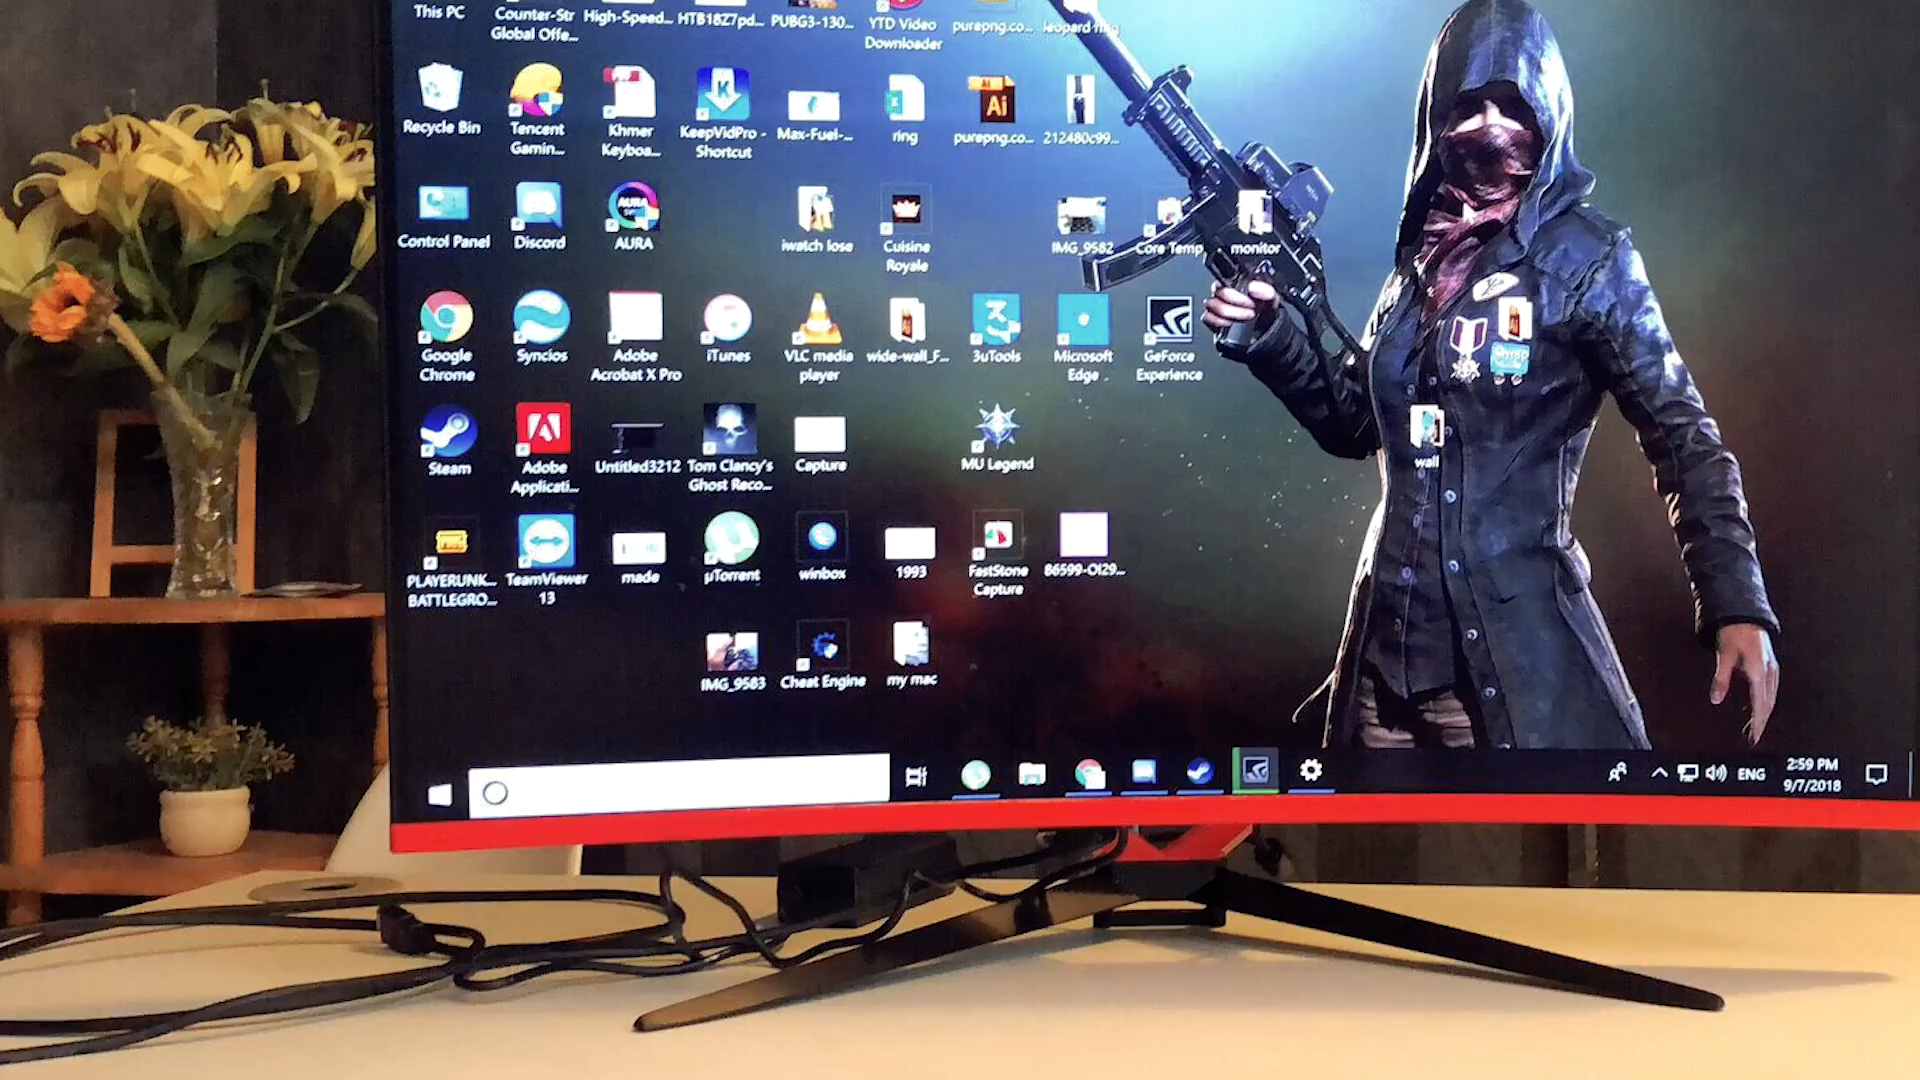 This PC
Counter-Str
Global Offe...
High-Speed...
HTB18Z7pd...
PUBG3-130...
YTD Video
Downloader
purepng.co...
leopard ring
Recycle Bin
Tencent
Gamin...
Khmer
Keyboa...
KeepVidPro -
Shortcut
Max-Fuel-...
ring
purepng.co...
212480c99...
Control Panel
Discord
AURA
iwatch lose
Cuisine
Royale
IMG_9582
Core Temp
monitor
Google
Chrome
Syncios
Adobe
Acrobat X Pro
iTunes
VLC media
player
wide-wall_F...
3uTools
Microsoft
Edge
GeForce
Experience
Steam
Adobe
Applicati...
Untitled3212
Tom Clancy's
Ghost Reco...
Capture
MU Legend
wall
PLAYERUNK...
BATTLEGRO...
TeamViewer
13
made
µTorrent
winbox
1993
FastStone
Capture
86599-OI29...
IMG_9583
Cheat Engine
my mac
ENG
2:59 PM
9/7/2018